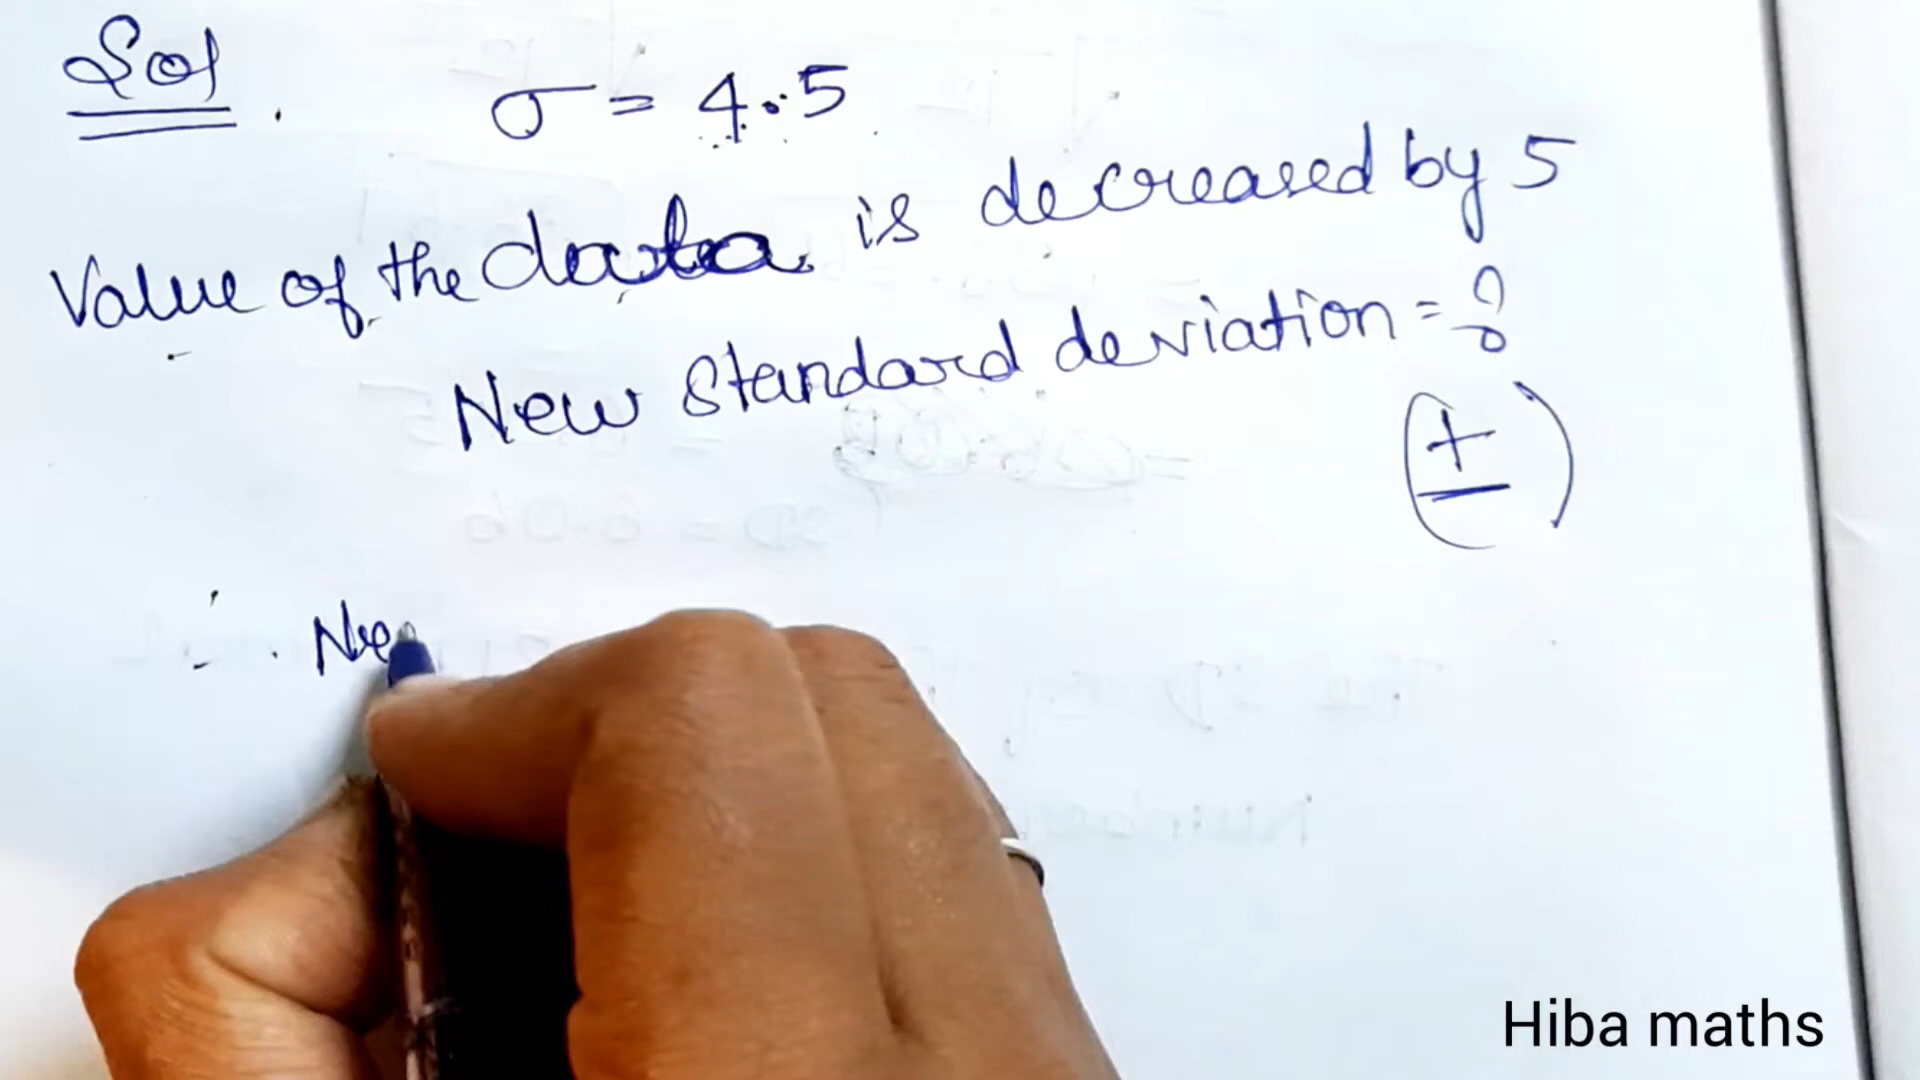 Sol.
σ = 4.5
Value of the data is decreased by 5
New standard deviation = ?
(±)
∴ Ne
Hiba maths